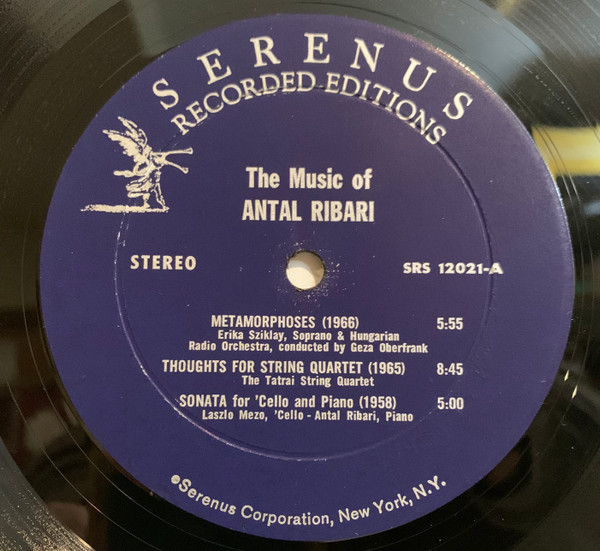 SERENUS
RECORDED EDITIONS
The Music of
ANTAL RIBARI
STEREO
SRS 12021-A
METAMORPHOSES (1966) 5:55
Erika Sziklay, Soprano & Hungarian
Radio Orchestra, conducted by Geza Oberfrank
THOUGHTS FOR STRING QUARTET (1965) 8:45
The Tatrai String Quartet
SONATA for 'Cello and Piano (1958) 5:00
Laszlo Mezo, 'Cello - Antal Ribari, Piano
℗Serenus Corporation, New York, N.Y.